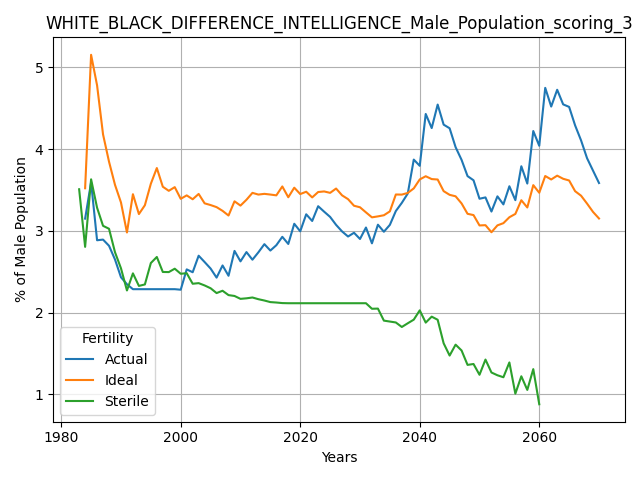 WHITE_BLACK_DIFFERENCE_INTELLIGENCE_Male_Population_scoring_3
% of Male Population
5
4
3
2
1
Fertility
Actual
Ideal
Sterile
1980
2000
2020
2040
2060
Years